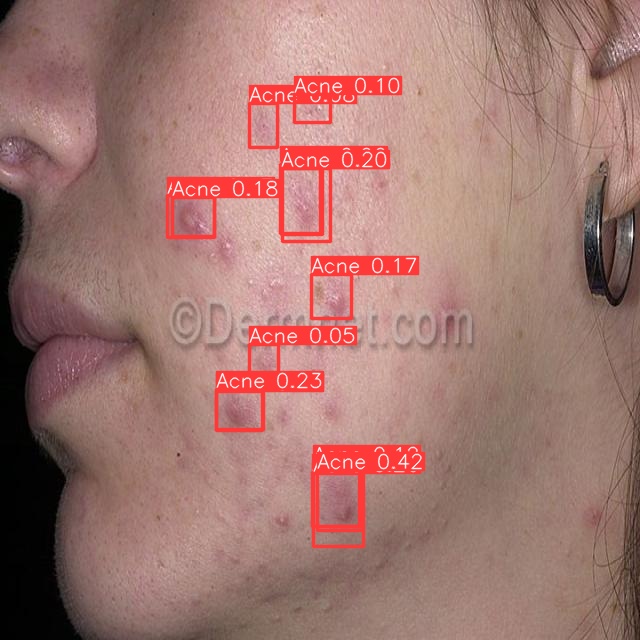 Acne 0.10
Acne
Acne 0.20
Acne 0.18
Acne 0.17
©Dermnet.com
Acne 0.05
Acne 0.23
Acne 0.42